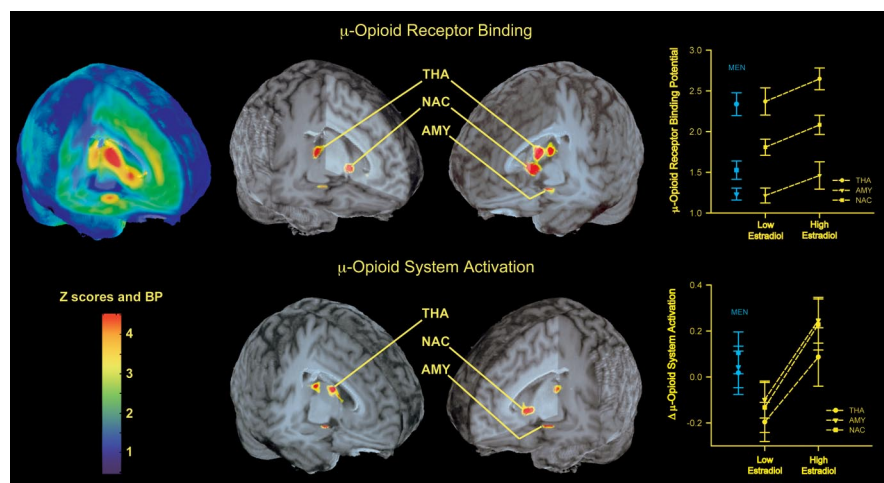 μ-Opioid Receptor Binding
THA
NAC
AMY
μ-Opioid Receptor Binding Potential
3.0
2.5
2.0
1.5
1.0
MEN
THA
AMY
NAC
Low
Estradiol
High
Estradiol
μ-Opioid System Activation
Z scores and BP
4
3
2
1
THA
NAC
AMY
Δ μ-Opioid System Activation
0.4
0.2
0.0
-0.2
MEN
THA
AMY
NAC
Low
Estradiol
High
Estradiol